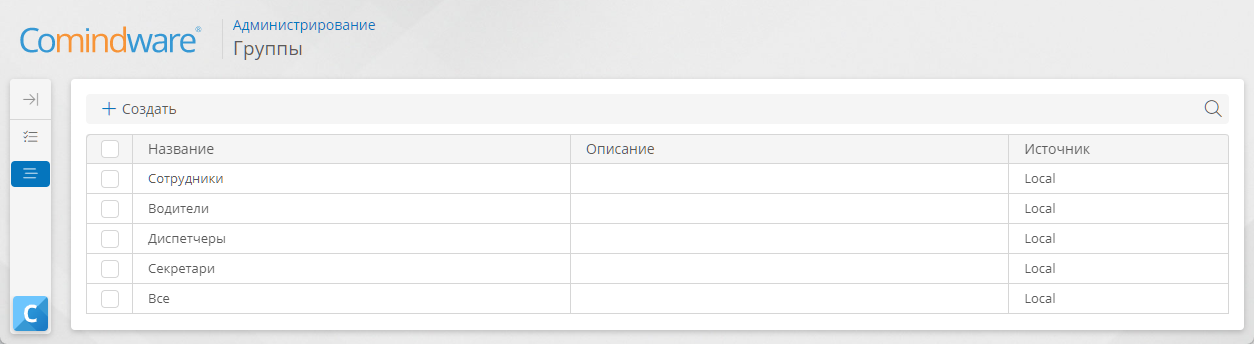 Comindware®
Администрирование
Группы
Создать
Название Описание Источник
Сотрудники Local
Водители Local
Диспетчеры Local
Секретари Local
Все Local
C